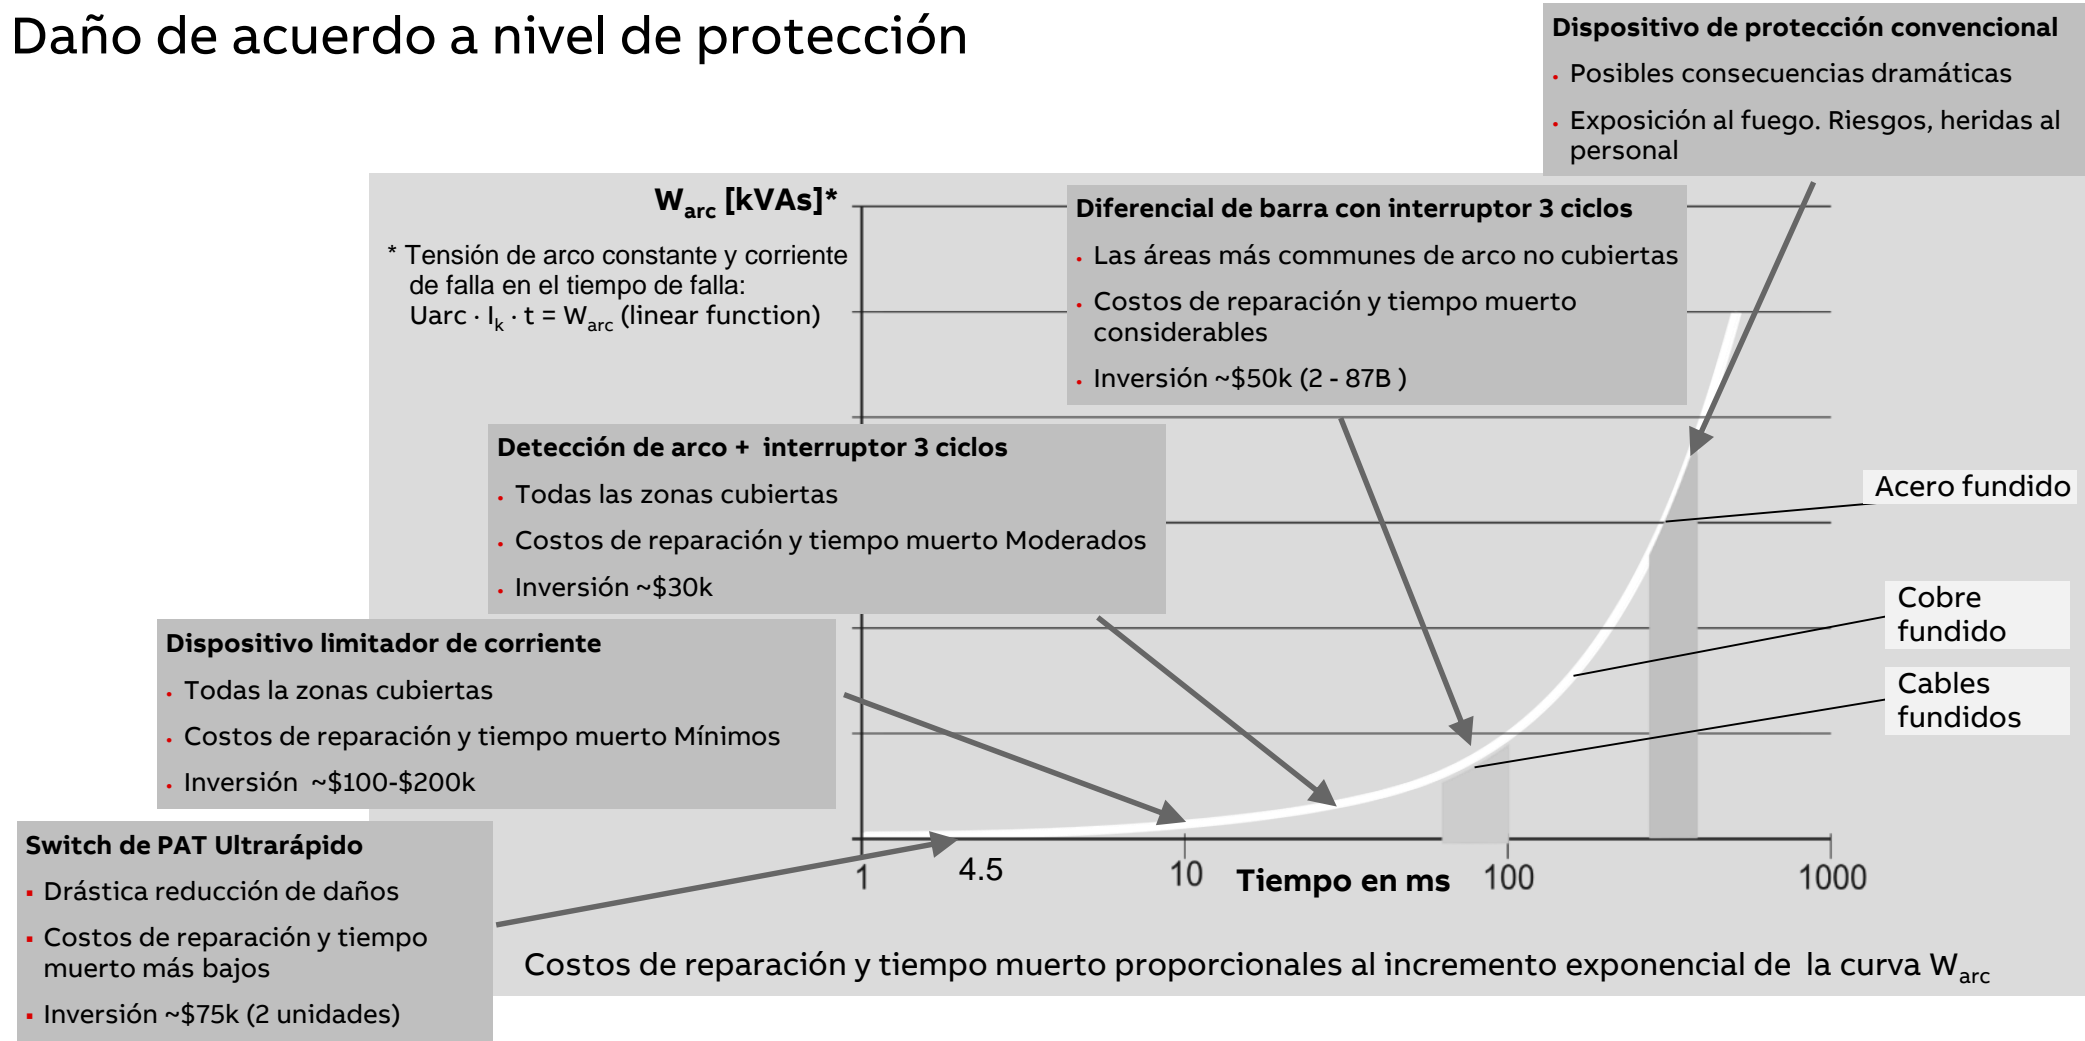 Daño de acuerdo a nivel de protección
Dispositivo de protección convencional
• Posibles consecuencias dramáticas
• Exposición al fuego. Riesgos, heridas al
personal
W_arc [kVAs]*
* Tensión de arco constante y corriente
de falla en el tiempo de falla:
Uarc · I_k · t = W_arc (linear function)
Diferencial de barra con interruptor 3 ciclos
• Las áreas más communes de arco no cubiertas
• Costos de reparación y tiempo muerto
considerables
• Inversión ~$50k (2 - 87B )
Detección de arco + interruptor 3 ciclos
• Todas las zonas cubiertas
• Costos de reparación y tiempo muerto Moderados
• Inversión ~$30k
Acero fundido
Cobre
fundido
Cables
fundidos
Dispositivo limitador de corriente
• Todas la zonas cubiertas
• Costos de reparación y tiempo muerto Mínimos
• Inversión ~$100-$200k
Switch de PAT Ultrarápido
▪ Drástica reducción de daños
▪ Costos de reparación y tiempo
muerto más bajos
▪ Inversión ~$75k (2 unidades)
1 4.5 10 Tiempo en ms 100 1000
Costos de reparación y tiempo muerto proporcionales al incremento exponencial de la curva W_arc